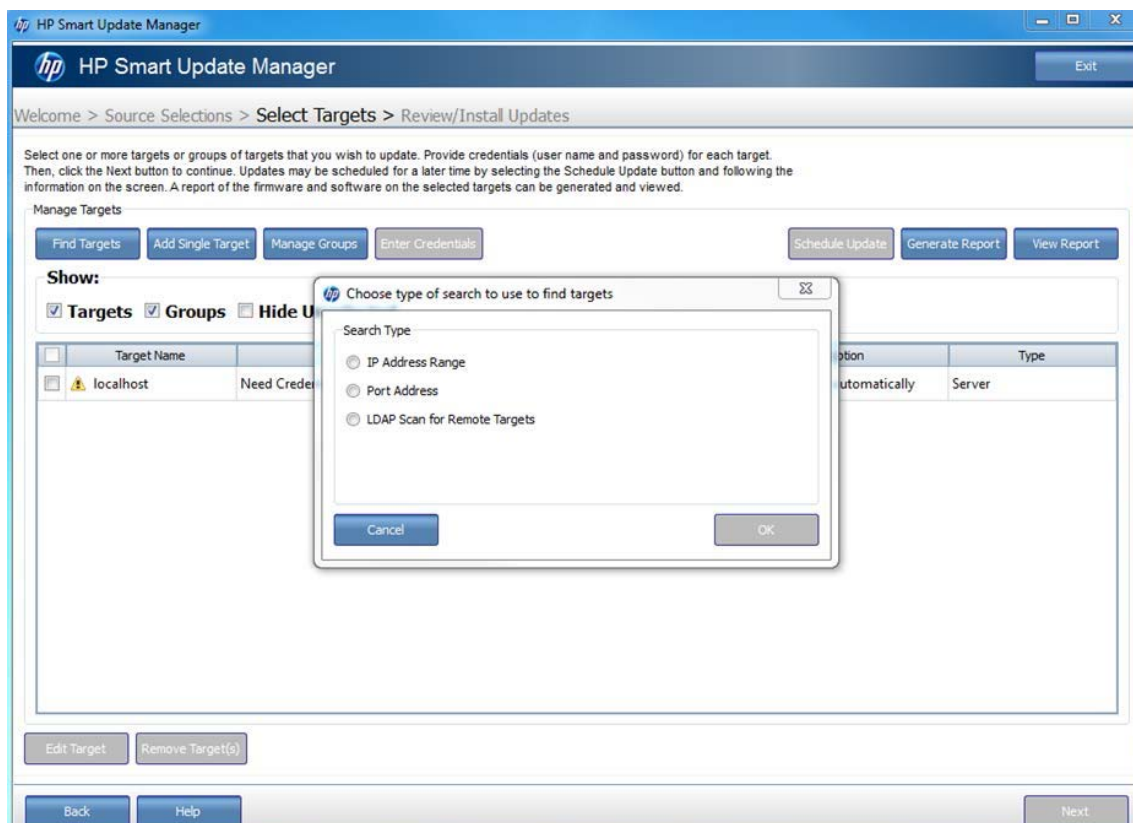 HP Smart Update Manager
hp HP Smart Update Manager Exit
Welcome > Source Selections > Select Targets > Review/Install Updates
Select one or more targets or groups of targets that you wish to update. Provide credentials (user name and password) for each target.
Then, click the Next button to continue. Updates may be scheduled for a later time by selecting the Schedule Update button and following the
information on the screen. A report of the firmware and software on the selected targets can be generated and viewed.
Manage Targets
Find Targets Add Single Target Manage Groups Enter Credentials Schedule Update Generate Report View Report
Show:
Targets Groups Hide U
Choose type of search to use to find targets
Search Type
IP Address Range
Port Address
LDAP Scan for Remote Targets
Cancel OK
Target Name ption Type
localhost Need Creder utomatically Server
Edit Target Remove Target(s)
Back Help Next